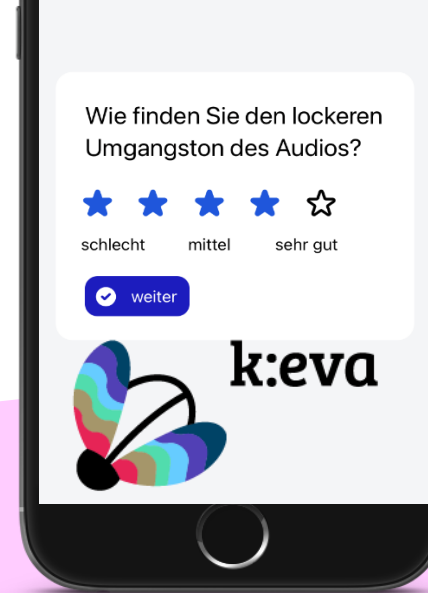 Wie finden Sie den lockeren
Umgangston des Audios?
schlecht mittel sehr gut
weiter
k:eva